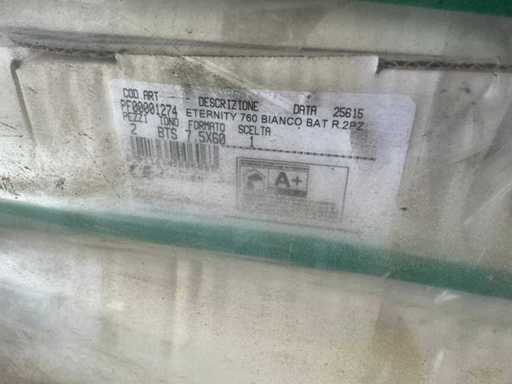 COD.ART DESCRIZIONE DATA 25615
PF00001274 ETERNITY 760 BIANCO BAT R.2PZ
PEZZI TONO FORMATO SCELTA
2 BTS 7,5X60 1
A+